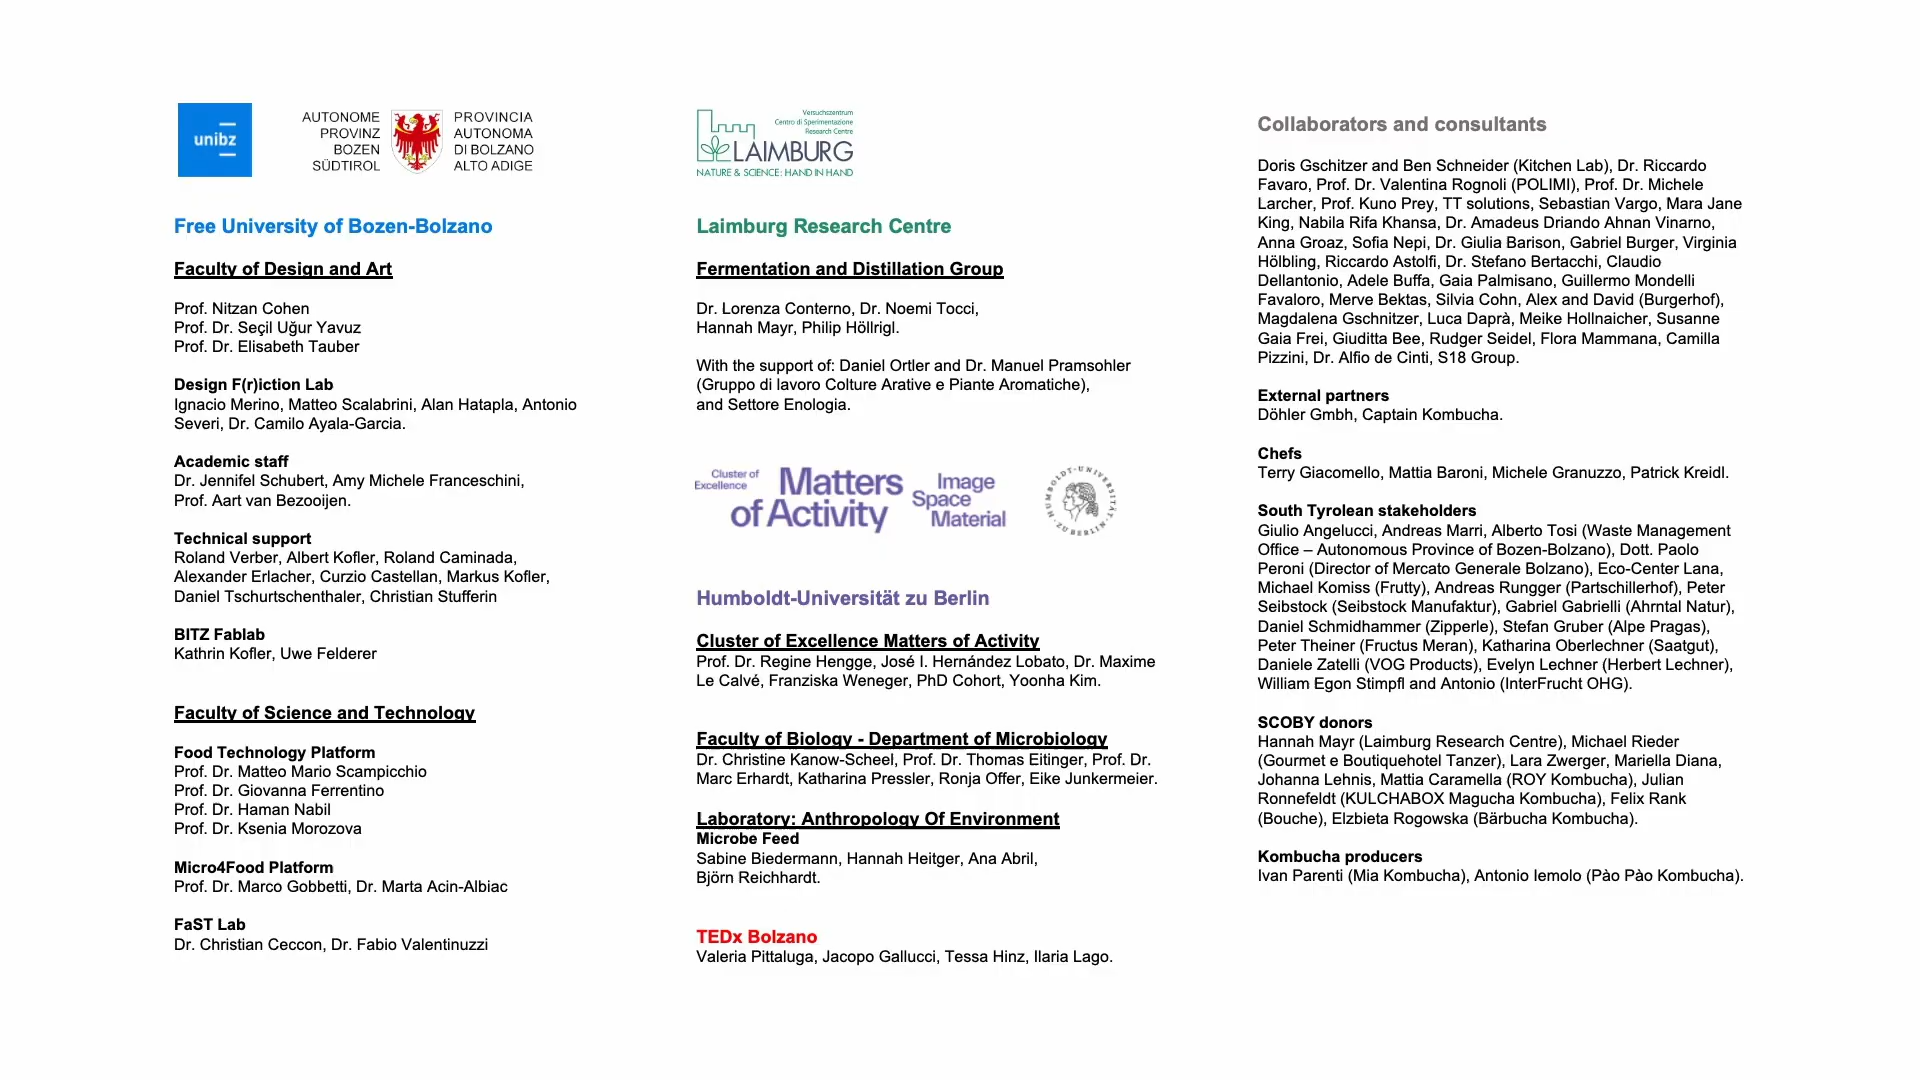 unibz
AUTONOME
PROVINZ
BOZEN
SÜDTIROL
PROVINCIA
AUTONOMA
DI BOLZANO
ALTO ADIGE
Free University of Bozen-Bolzano
Faculty of Design and Art
Prof. Nitzan Cohen
Prof. Dr. Seçil Uğur Yavuz
Prof. Dr. Elisabeth Tauber
Design F(r)iction Lab
Ignacio Merino, Matteo Scalabrini, Alan Hatapla, Antonio
Severi, Dr. Camilo Ayala-Garcia.
Academic staff
Dr. Jennifel Schubert, Amy Michele Franceschini,
Prof. Aart van Bezooijen.
Technical support
Roland Verber, Albert Kofler, Roland Caminada,
Alexander Erlacher, Curzio Castellan, Markus Kofler,
Daniel Tschurtschenthaler, Christian Stufferin
BITZ Fablab
Kathrin Kofler, Uwe Felderer
Faculty of Science and Technology
Food Technology Platform
Prof. Dr. Matteo Mario Scampicchio
Prof. Dr. Giovanna Ferrentino
Prof. Dr. Haman Nabil
Prof. Dr. Ksenia Morozova
Micro4Food Platform
Prof. Dr. Marco Gobbetti, Dr. Marta Acin-Albiac
FaST Lab
Dr. Christian Ceccon, Dr. Fabio Valentinuzzi
Versuchszentrum
Centro di Sperimentazione
Research Centre
LAIMBURG
NATURE & SCIENCE: HAND IN HAND
Laimburg Research Centre
Fermentation and Distillation Group
Dr. Lorenza Conterno, Dr. Noemi Tocci,
Hannah Mayr, Philip Höllrigl.
With the support of: Daniel Ortler and Dr. Manuel Pramsohler
(Gruppo di lavoro Colture Arative e Piante Aromatiche),
and Settore Enologia.
Cluster of
Excellence
Matters
of Activity
Image
Space
Material
HUMBOLDT-UNIVERSITÄT ZU BERLIN
Humboldt-Universität zu Berlin
Cluster of Excellence Matters of Activity
Prof. Dr. Regine Hengge, José I. Hernández Lobato, Dr. Maxime
Le Calvé, Franziska Weneger, PhD Cohort, Yoonha Kim.
Faculty of Biology - Department of Microbiology
Dr. Christine Kanow-Scheel, Prof. Dr. Thomas Eitinger, Prof. Dr.
Marc Erhardt, Katharina Pressler, Ronja Offer, Eike Junkermeier.
Laboratory: Anthropology Of Environment
Microbe Feed
Sabine Biedermann, Hannah Heitger, Ana Abril,
Björn Reichhardt.
TEDx Bolzano
Valeria Pittaluga, Jacopo Gallucci, Tessa Hinz, Ilaria Lago.
Collaborators and consultants
Doris Gschitzer and Ben Schneider (Kitchen Lab), Dr. Riccardo
Favaro, Prof. Dr. Valentina Rognoli (POLIMI), Prof. Dr. Michele
Larcher, Prof. Kuno Prey, TT solutions, Sebastian Vargo, Mara Jane
King, Nabila Rifa Khansa, Dr. Amadeus Driando Ahnan Vinarno,
Anna Groaz, Sofia Nepi, Dr. Giulia Barison, Gabriel Burger, Virginia
Hölbling, Riccardo Astolfi, Dr. Stefano Bertacchi, Claudio
Dellantonio, Adele Buffa, Gaia Palmisano, Guillermo Mondelli
Favaloro, Merve Bektas, Silvia Cohn, Alex and David (Burgerhof),
Magdalena Gschnitzer, Luca Daprà, Meike Hollnaicher, Susanne
Gaia Frei, Giuditta Bee, Rudger Seidel, Flora Mammana, Camilla
Pizzini, Dr. Alfio de Cinti, S18 Group.
External partners
Döhler Gmbh, Captain Kombucha.
Chefs
Terry Giacomello, Mattia Baroni, Michele Granuzzo, Patrick Kreidl.
South Tyrolean stakeholders
Giulio Angelucci, Andreas Marri, Alberto Tosi (Waste Management
Office – Autonomous Province of Bozen-Bolzano), Dott. Paolo
Peroni (Director of Mercato Generale Bolzano), Eco-Center Lana,
Michael Komiss (Frutty), Andreas Rungger (Partschillerhof), Peter
Seibstock (Seibstock Manufaktur), Gabriel Gabrielli (Ahrntal Natur),
Daniel Schmidhammer (Zipperle), Stefan Gruber (Alpe Pragas),
Peter Theiner (Fructus Meran), Katharina Oberlechner (Saatgut),
Daniele Zatelli (VOG Products), Evelyn Lechner (Herbert Lechner),
William Egon Stimpfl and Antonio (InterFrucht OHG).
SCOBY donors
Hannah Mayr (Laimburg Research Centre), Michael Rieder
(Gourmet e Boutiquehotel Tanzer), Lara Zwerger, Mariella Diana,
Johanna Lehnis, Mattia Caramella (ROY Kombucha), Julian
Ronnefeldt (KULCHABOX Magucha Kombucha), Felix Rank
(Bouche), Elzbieta Rogowska (Bärbucha Kombucha).
Kombucha producers
Ivan Parenti (Mia Kombucha), Antonio Iemolo (Pào Pào Kombucha).